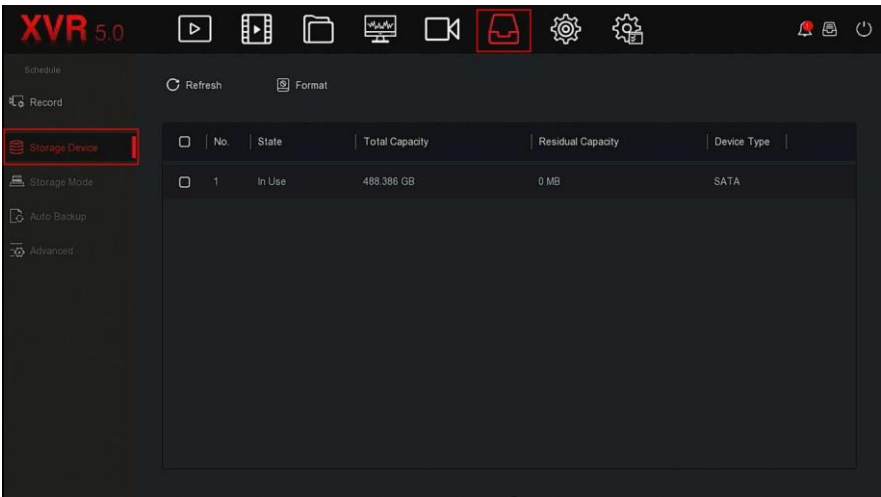 XVR 5.0
Schedule
Record
Storage Device
Storage Mode
Auto Backup
Advanced
Refresh Format
No. State Total Capacity Residual Capacity Device Type
1 In Use 488.386 GB 0 MB SATA